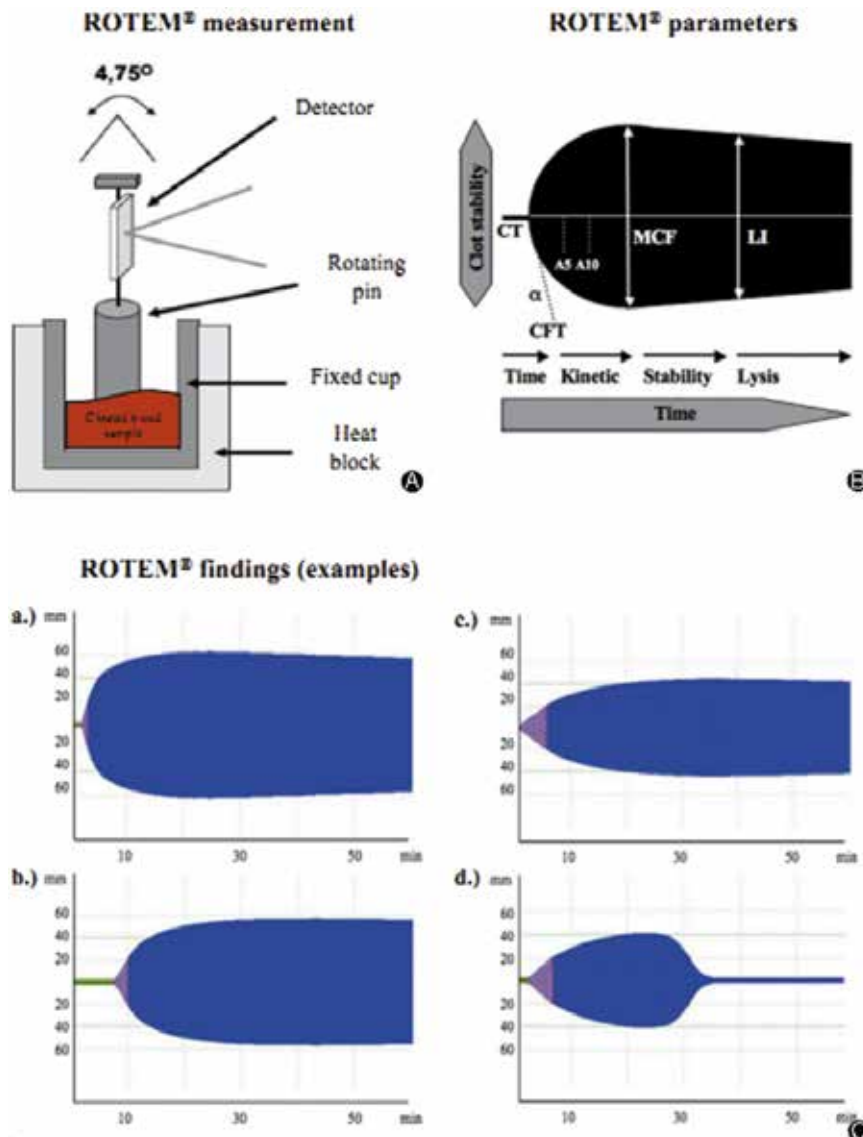 ROTEM® measurement
4,75O
Detector
Rotating
pin
Fixed cup
sample
Heat
block
A
ROTEM® parameters
Clot stability
CT
A5 A10
MCF
LI
α
CFT
Time Kinetic Stability Lysis
Time
B
ROTEM® findings (examples)
a.)
mm
60
40
20
20
40
60
10 30 50 min
c.)
mm
60
40
20
20
40
60
10 30 50 min
b.)
mm
60
40
20
20
40
60
10 30 50 min
d.)
mm
60
40
20
20
40
60
10 30 50 min
C